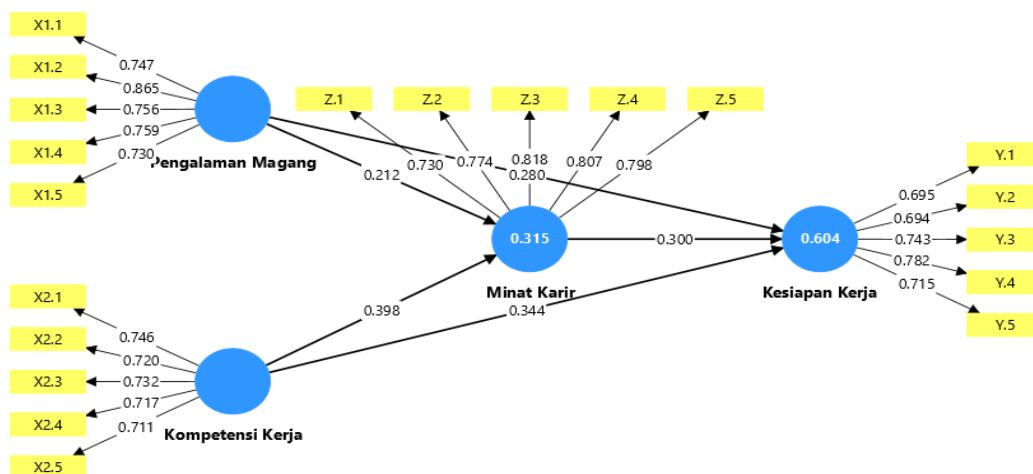 X1.1
X1.2
X1.3
X1.4
X1.5
0.747
0.865
0.756
0.759
0.730
Pengalaman Magang
Z.1
Z.2
Z.3
Z.4
Z.5
0.730
0.774
0.818
0.807
0.798
0.280
0.212
0.315
Minat Karir
0.300
0.398
0.344
0.604
Kesiapan Kerja
Y.1
Y.2
Y.3
Y.4
Y.5
0.695
0.694
0.743
0.782
0.715
X2.1
X2.2
X2.3
X2.4
X2.5
0.746
0.720
0.732
0.717
0.711
Kompetensi Kerja